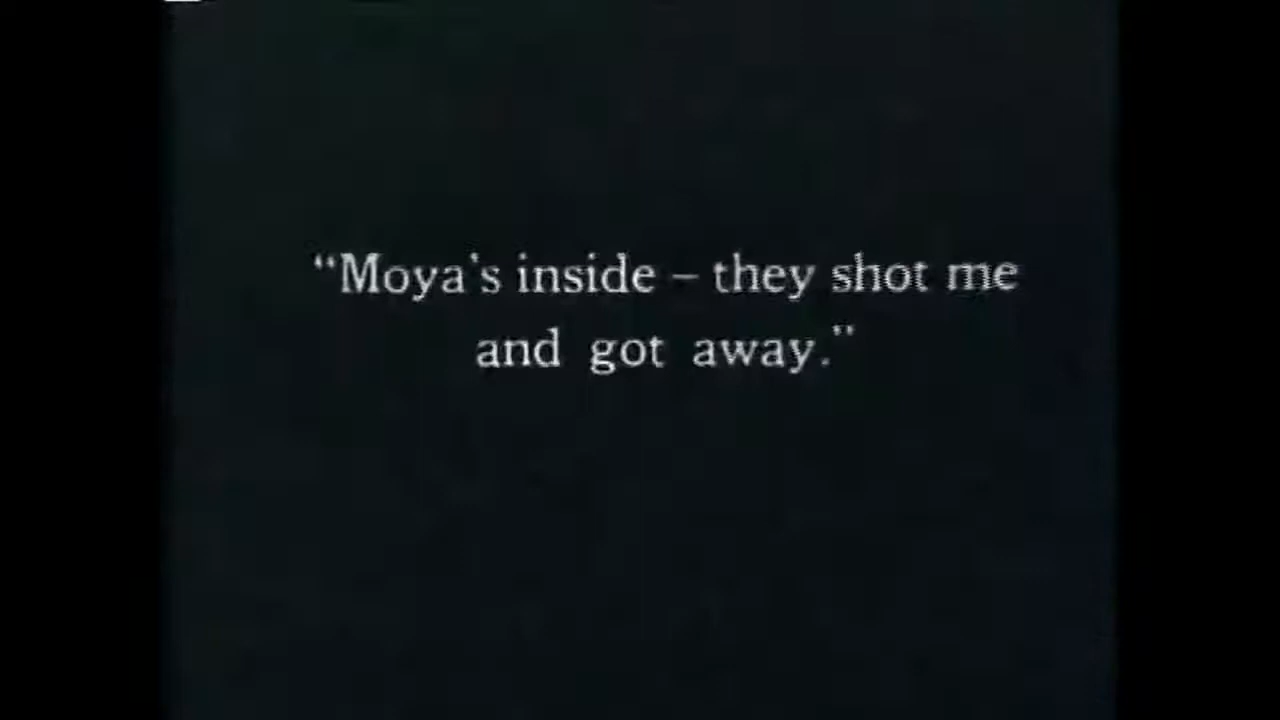 “Moya's inside – they shot me
and got away.”